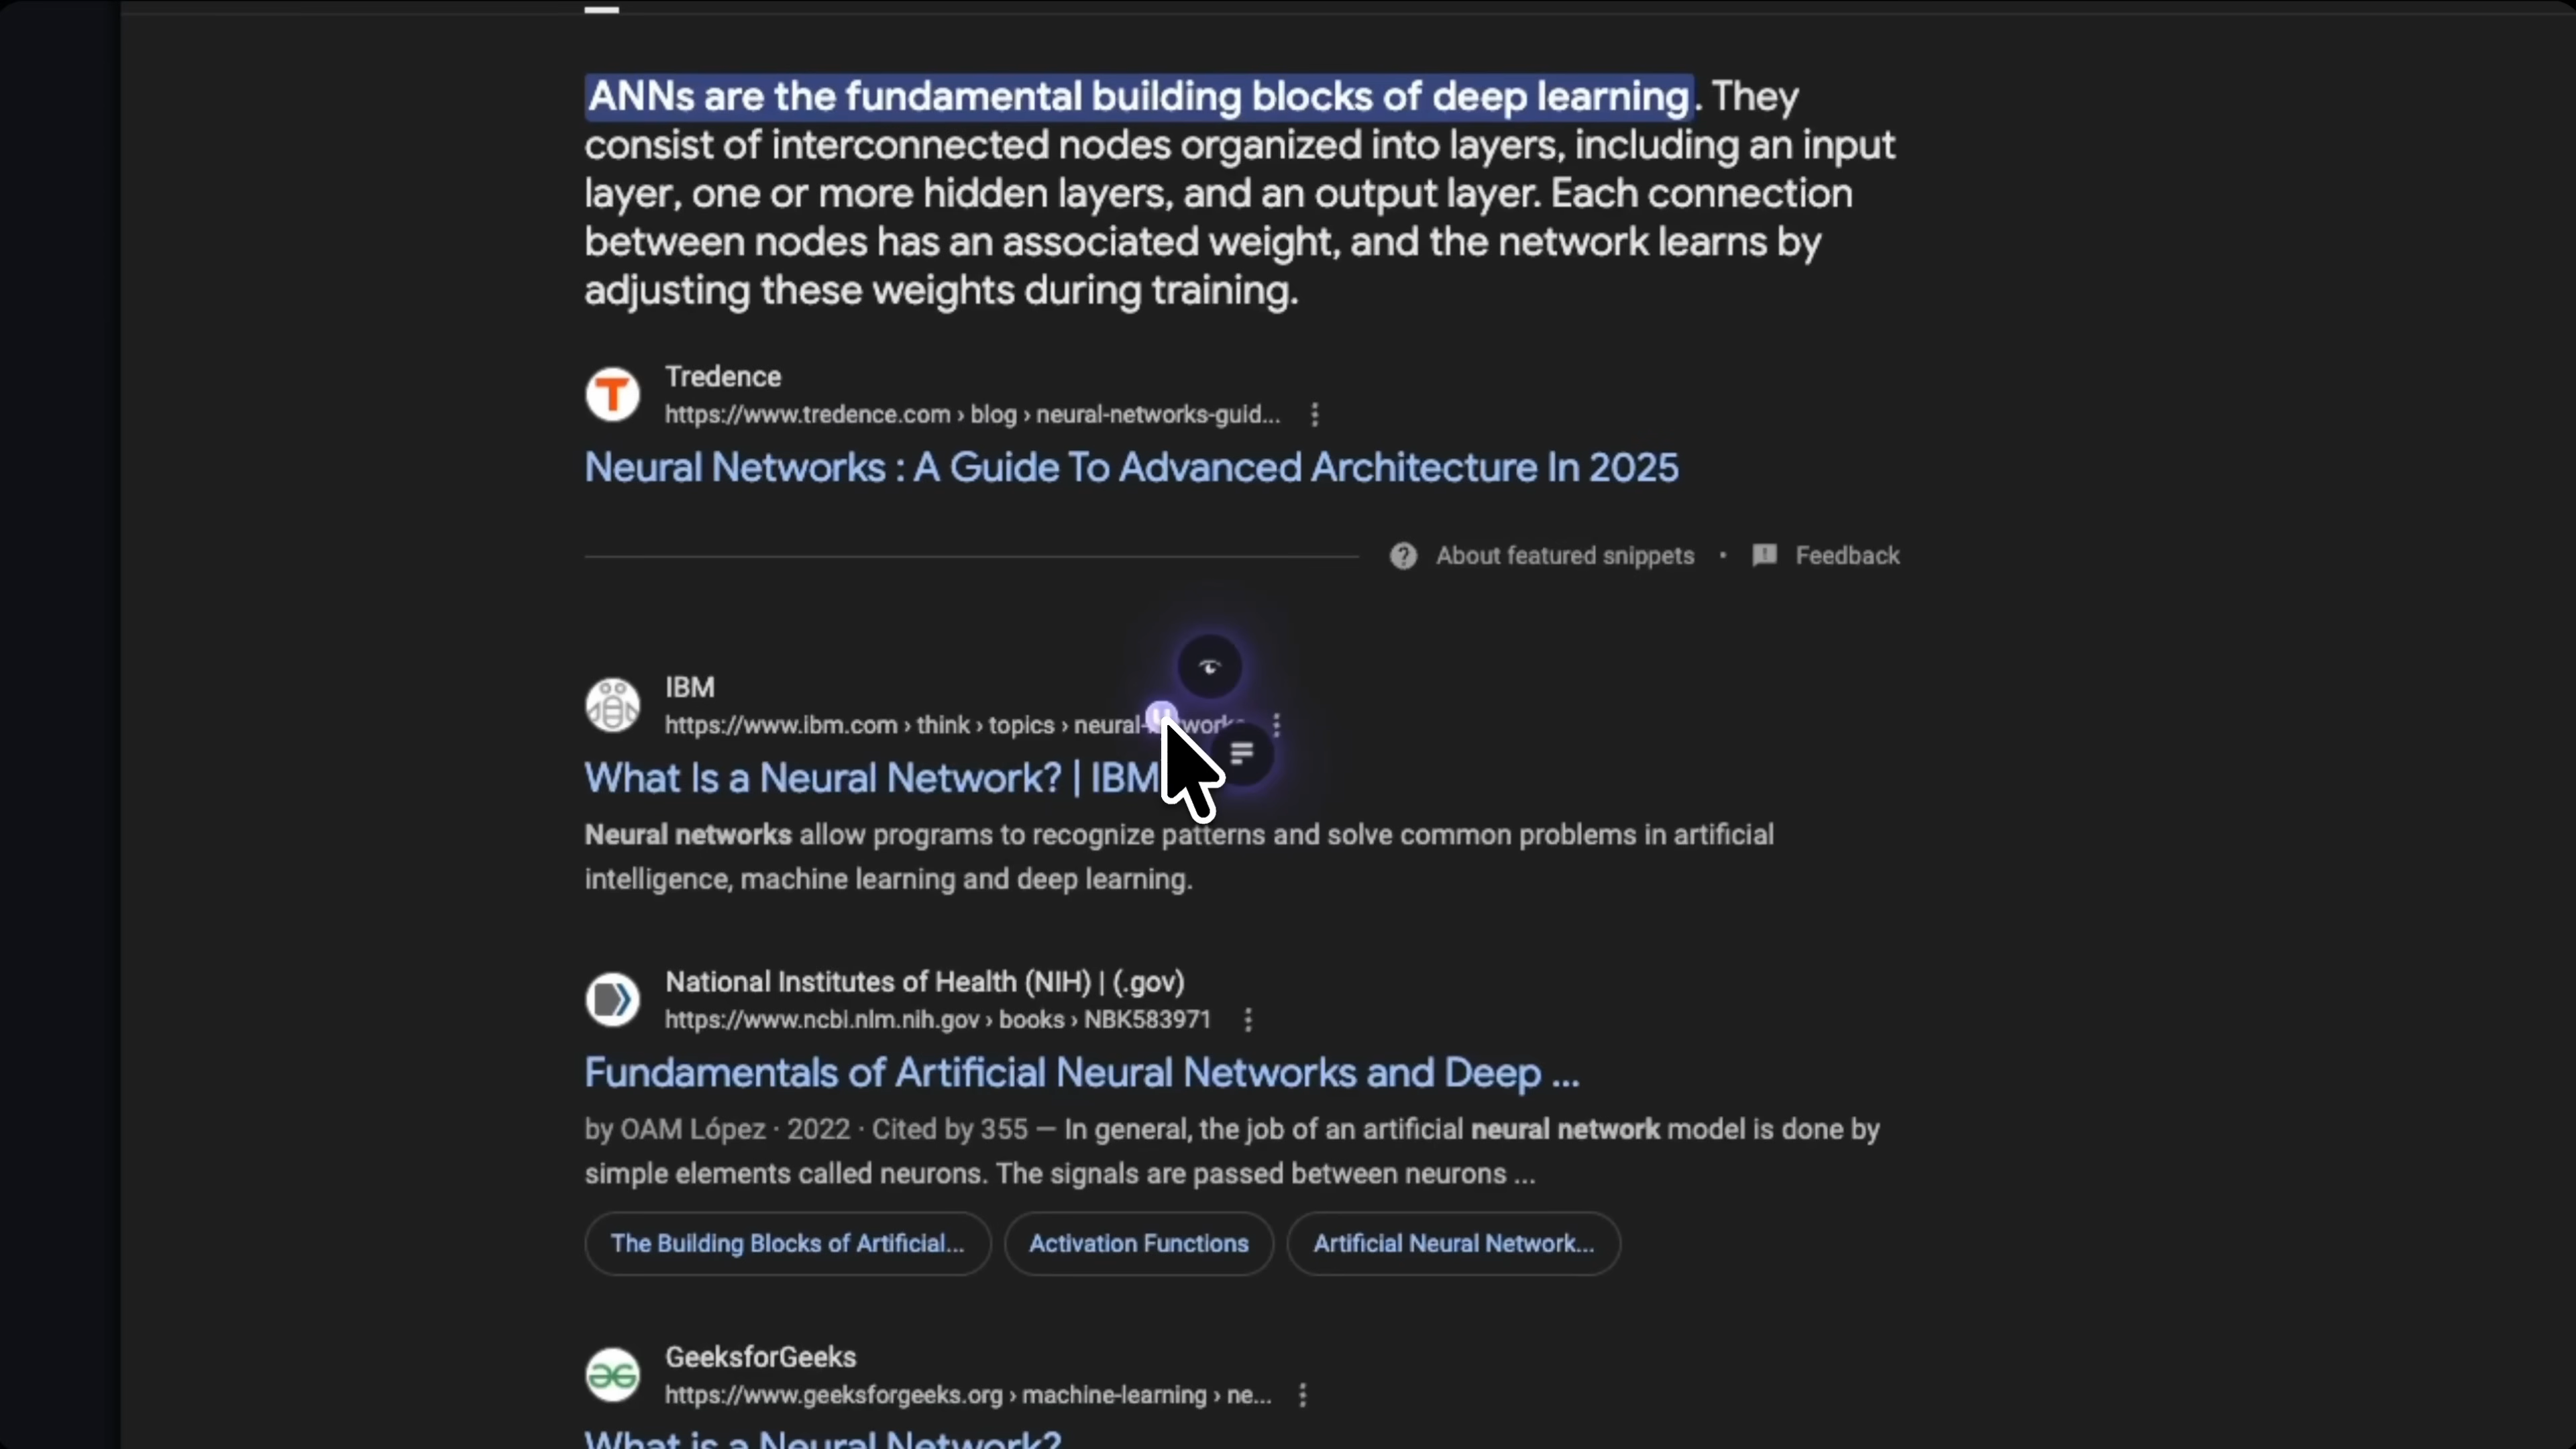 ANNs are the fundamental building blocks of deep learning. They
consist of interconnected nodes organized into layers, including an input
layer, one or more hidden layers, and an output layer. Each connection
between nodes has an associated weight, and the network learns by
adjusting these weights during training.
Tredence
https://www.tredence.com › blog › neural-networks-guid...
Neural Networks : A Guide To Advanced Architecture In 2025
About featured snippets • Feedback
IBM
https://www.ibm.com › think › topics ›
What Is a Neural Network? | IBM
Neural networks allow programs to recognize patterns and solve common problems in artificial
intelligence, machine learning and deep learning.
National Institutes of Health (NIH) | (.gov)
https://www.ncbi.nlm.nih.gov › books › NBK583971
Fundamentals of Artificial Neural Networks and Deep ...
by OAM López · 2022 · Cited by 355 — In general, the job of an artificial neural network model is done by
simple elements called neurons. The signals are passed between neurons ...
The Building Blocks of Artificial...
Activation Functions
Artificial Neural Network...
GeeksforGeeks
https://www.geeksforgeeks.org › machine-learning › ne...
What is a Neural Network?